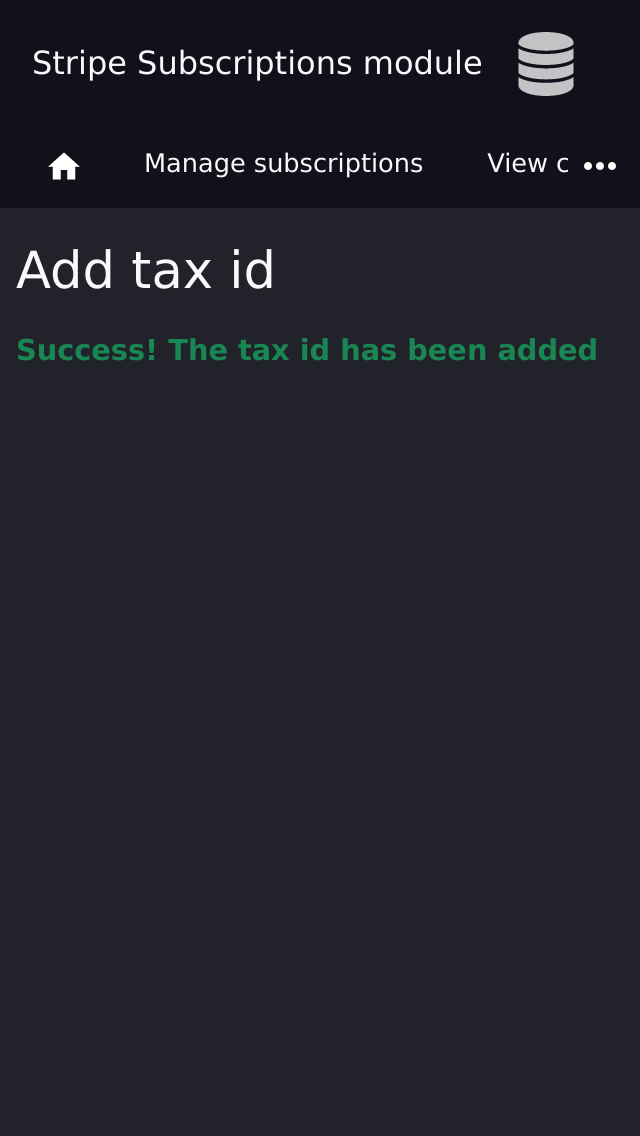 Stripe Subscriptions module
Manage subscriptions View c
Add tax id
Success! The tax id has been added